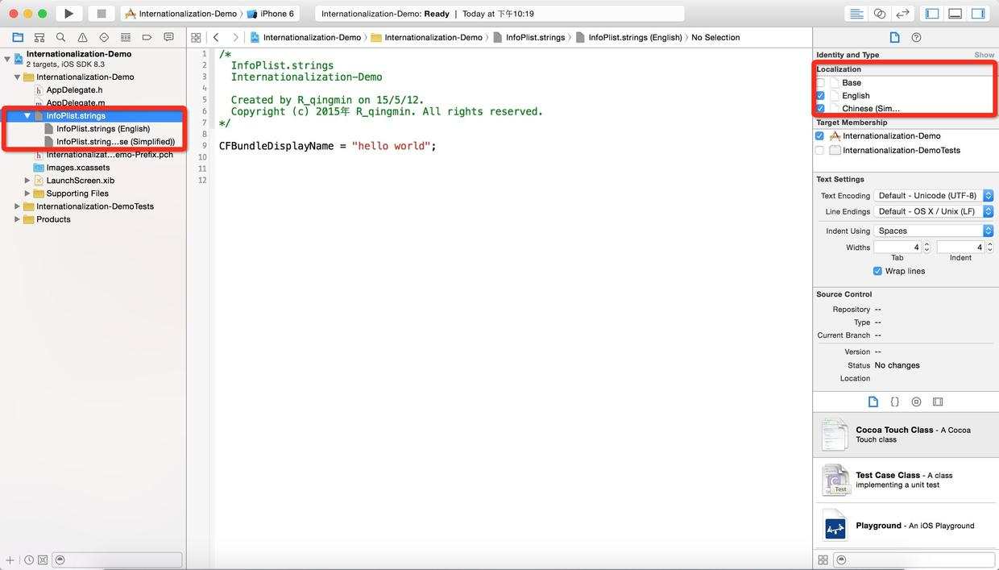 Internationalization-Demo
iPhone 6
Internationalization-Demo: Ready | Today at 下午10:19
Internationalization-Demo
2 targets, iOS SDK 8.3
Internationalization-Demo
AppDelegate.h
AppDelegate.m
InfoPlist.strings
InfoPlist.strings (English)
InfoPlist.string...se (Simplified))
Internationalizat...emo-Prefix.pch
Images.xcassets
LaunchScreen.xib
Supporting Files
Internationalization-DemoTests
Products
Internationalization-Demo
Internationalization-Demo
InfoPlist.strings
InfoPlist.strings (English)
No Selection
1 /*
2 InfoPlist.strings
3 Internationalization-Demo
4
5 Created by R_qingmin on 15/5/12.
6 Copyright (c) 2015年 R_qingmin. All rights reserved.
7 */
8
9 CFBundleDisplayName = "hello world";
10
11
12
Identity and Type Show
Localization
Base
English
Chinese (Sim...
Target Membership
Internationalization-Demo
Internationalization-DemoTests
Text Settings
Text Encoding Default - Unicode (UTF-8)
Line Endings Default - OS X / Unix (LF)
Indent Using Spaces
Widths 4 4
Tab Indent
Wrap lines
Source Control
Repository --
Type --
Current Branch --
Version --
Status No changes
Location
Cocoa Touch Class - A Cocoa
Touch class
Test Case Class - A class
implementing a unit test
Test
Playground - An iOS Playground